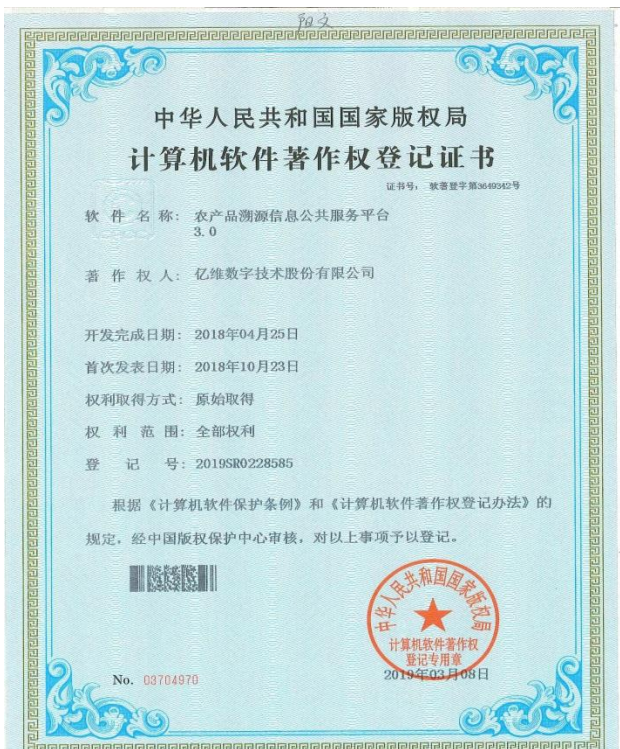 阳文
中华人民共和国国家版权局
计算机软件著作权登记证书
证书号： 软著登字第3649342号
软 件 名 称： 农产品溯源信息公共服务平台
3.0
著 作 权 人： 亿维数字技术股份有限公司
开发完成日期： 2018年04月25日
首次发表日期： 2018年10月23日
权利取得方式： 原始取得
权 利 范 围： 全部权利
登 记 号： 2019SR0228585
根据《计算机软件保护条例》和《计算机软件著作权登记办法》的
规定，经中国版权保护中心审核，对以上事项予以登记。
中华人民共和国国家版权局
计算机软件著作权
登记专用章
No. 03704970
2019年03月08日